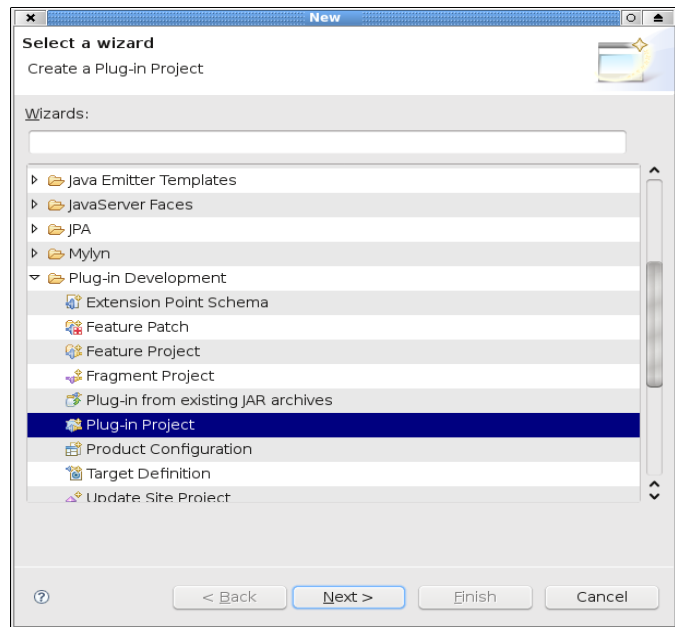 New
Select a wizard
Create a Plug-in Project
Wizards:
Java Emitter Templates
JavaServer Faces
JPA
Mylyn
Plug-in Development
Extension Point Schema
Feature Patch
Feature Project
Fragment Project
Plug-in from existing JAR archives
Plug-in Project
Product Configuration
Target Definition
Update Site Project
? < Back Next > Finish Cancel